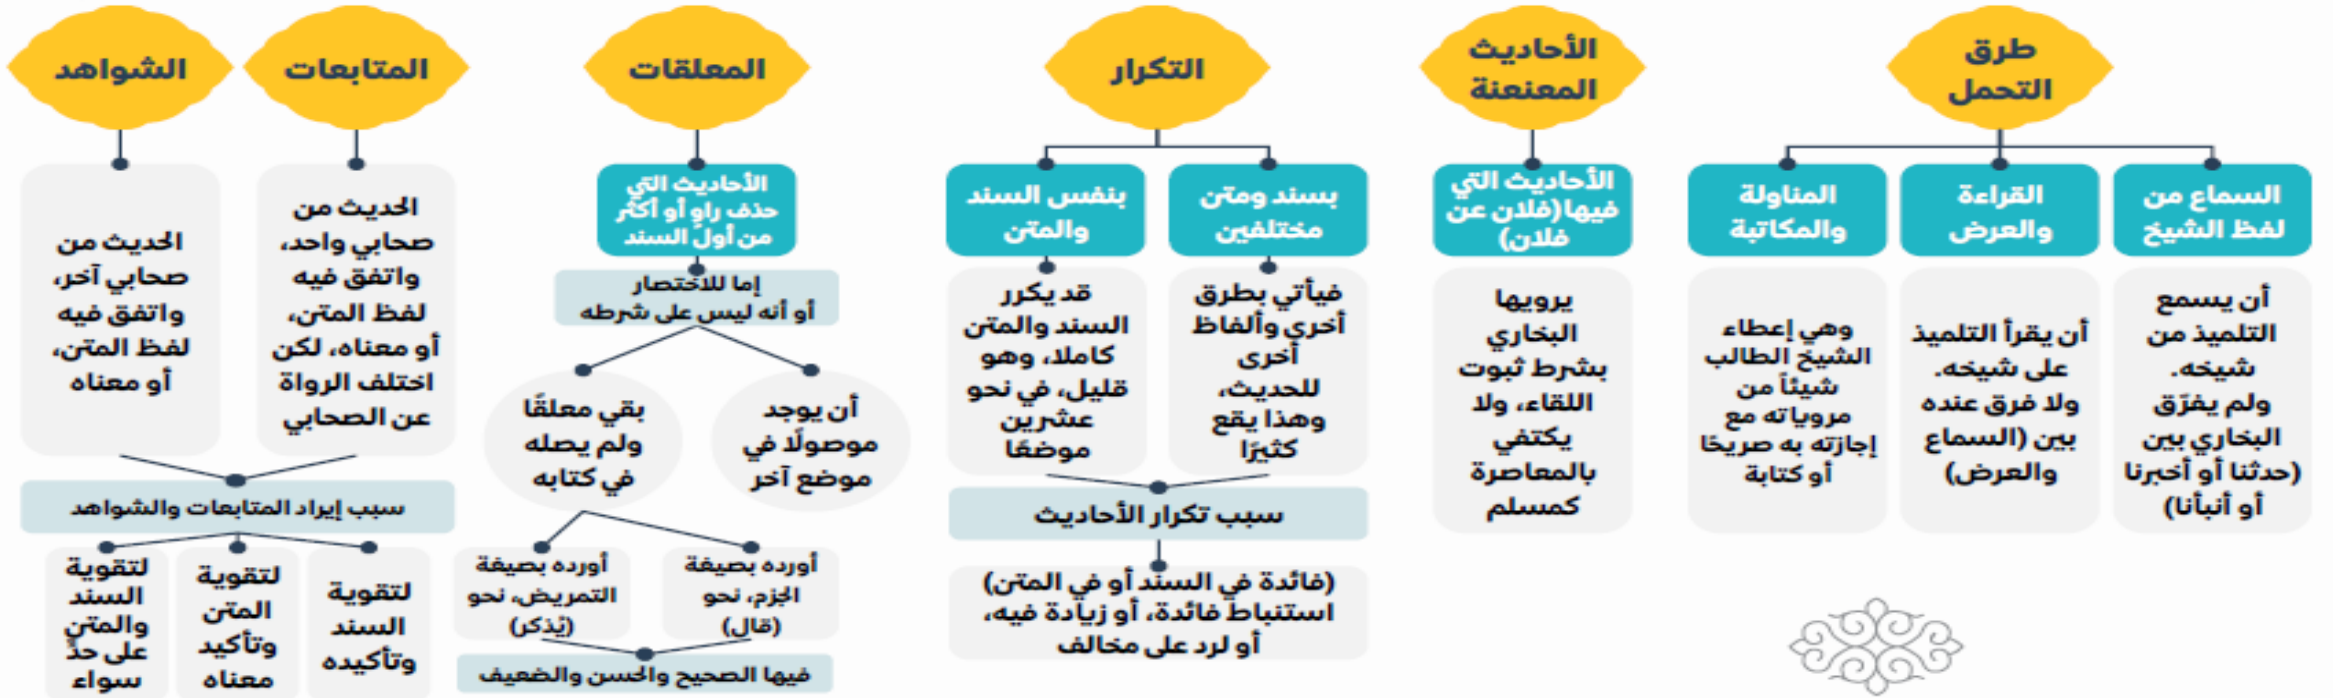 طرق
التحمل
السماع من
لفظ الشيخ
أن يسمع
التلميذ من
شيخه.
ولم يفرّق
البخاري بين
(حدثنا أو أخبرنا
أو أنبأنا)
القراءة
والعرض
أن يقرأ التلميذ
على شيخه.
ولا فرق عنده
بين (السماع
والعرض)
المناولة
والمكاتبة
وهي إعطاء
الشيخ الطالب
شيئاً من
مروياته مع
إجازته به صريحًا
أو كتابة
الأحاديث
المعنعنة
الأحاديث التي
فيها (فلان عن
فلان)
يرويها
البخاري
بشرط ثبوت
اللقاء، ولا
يكتفي
بالمعاصرة
كمسلم
التكرار
بسند ومتن
مختلفين
فيأتي بطرق
أخرى وألفاظ
أخرى
للحديث،
وهذا يقع
كثيرًا
بنفس السند
والمتن
قد يكرر
السند والمتن
كاملا، وهو
قليل، في نحو
عشرين
موضعًا
سبب تكرار الأحاديث
(فائدة في السند أو في المتن)
استنباط فائدة، أو زيادة فيه،
أو لرد على مخالف
المعلقات
الأحاديث التي
حذف راوٍ أو أكثر
من أول السند
إما للاختصار
أو أنه ليس على شرطه
أن يوجد
موصولًا في
موضع آخر
بقي معلقًا
ولم يصله
في كتابه
أورده بصيغة
الجزم، نحو
(قال)
أورده بصيغة
التمريض، نحو
(يُذكر)
فيها الصحيح والحسن والضعيف
المتابعات
الحديث من
صحابي واحد،
واتفق فيه
لفظ المتن،
أو معناه، لكن
اختلف الرواة
عن الصحابي
الشواهد
الحديث من
صحابي آخر،
واتفق فيه
لفظ المتن،
أو معناه
سبب إيراد المتابعات والشواهد
لتقوية
السند
وتأكيده
لتقوية
المتن
وتأكيد
معناه
لتقوية
السند
والمتن
على حدٍّ
سواء